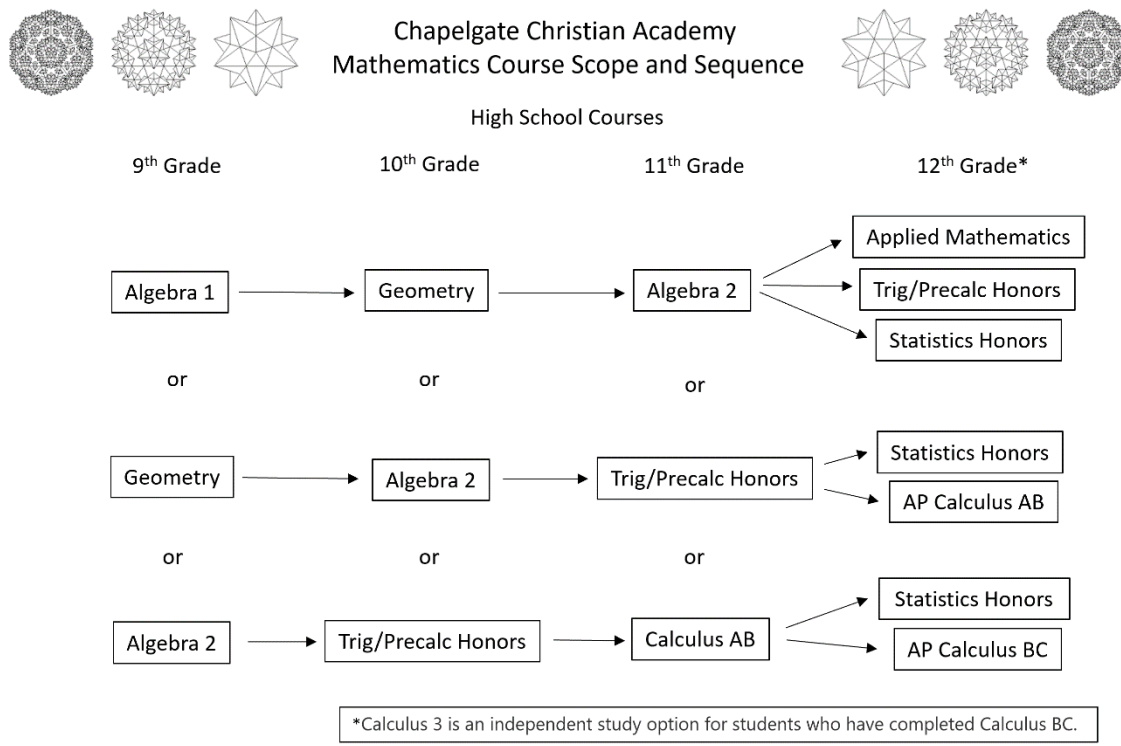 Chapelgate Christian Academy
Mathematics Course Scope and Sequence
High School Courses
9th Grade
10th Grade
11th Grade
12th Grade*
Applied Mathematics
Algebra 1
Geometry
Algebra 2
Trig/Precalc Honors
Statistics Honors
or
or
or
Statistics Honors
Geometry
Algebra 2
Trig/Precalc Honors
AP Calculus AB
or
or
or
Statistics Honors
Algebra 2
Trig/Precalc Honors
Calculus AB
AP Calculus BC
*Calculus 3 is an independent study option for students who have completed Calculus BC.